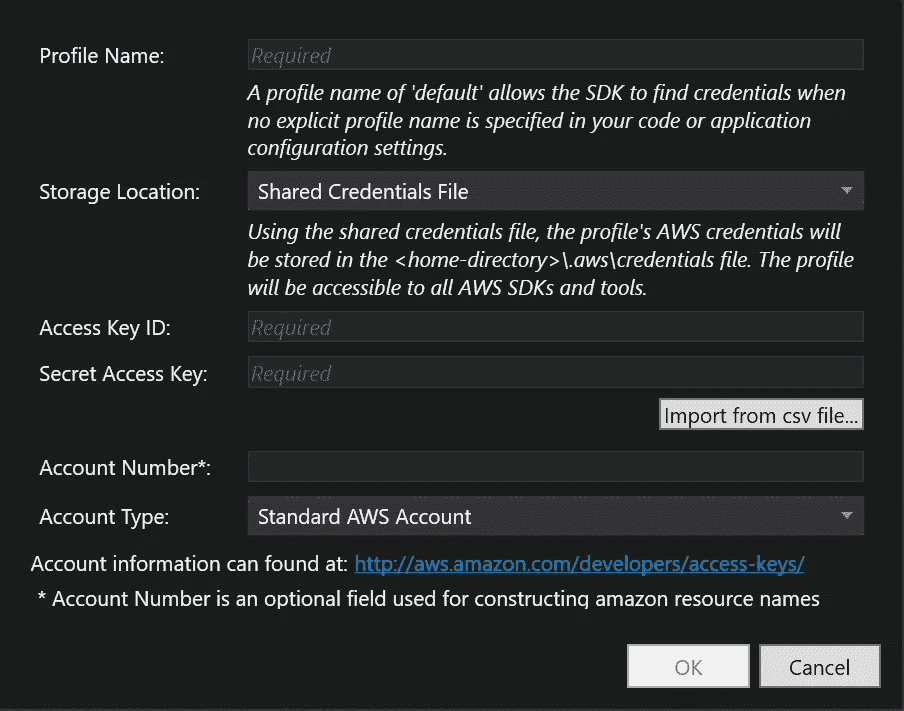 Profile Name: Required
A profile name of 'default' allows the SDK to find credentials when
no explicit profile name is specified in your code or application
configuration settings.
Storage Location: Shared Credentials File
Using the shared credentials file, the profile's AWS credentials will
be stored in the <home-directory>\.aws\credentials file. The profile
will be accessible to all AWS SDKs and tools.
Access Key ID: Required
Secret Access Key: Required
Import from csv file...
Account Number*:
Account Type: Standard AWS Account
Account information can found at: http://aws.amazon.com/developers/access-keys/
* Account Number is an optional field used for constructing amazon resource names
OK Cancel